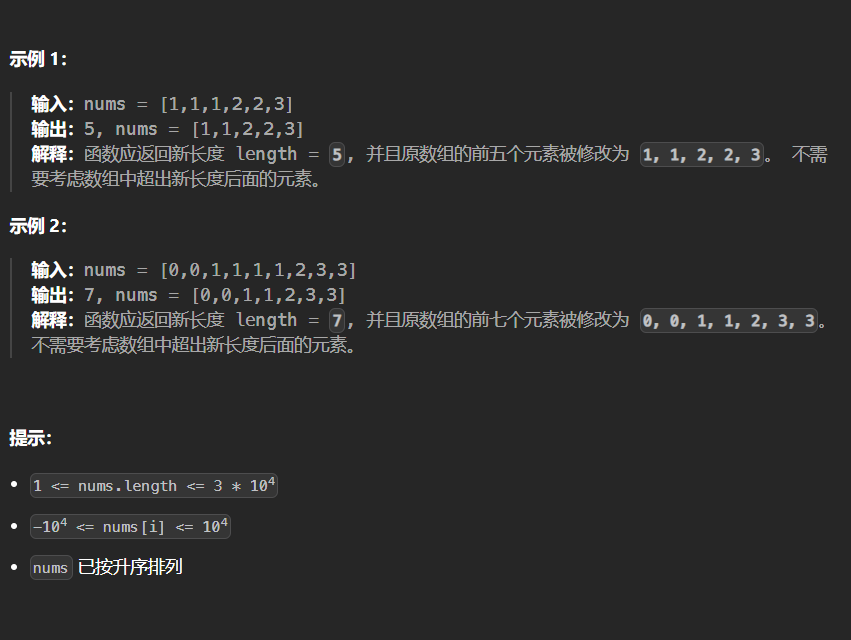 示例 1：
输入：nums = [1,1,1,2,2,3]
输出：5, nums = [1,1,2,2,3]
解释：函数应返回新长度 length = 5, 并且原数组的前五个元素被修改为 1, 1, 2, 2, 3。 不需
要考虑数组中超出新长度后面的元素。
示例 2：
输入：nums = [0,0,1,1,1,1,2,3,3]
输出：7, nums = [0,0,1,1,2,3,3]
解释：函数应返回新长度 length = 7, 并且原数组的前七个元素被修改为 0, 0, 1, 1, 2, 3, 3。
不需要考虑数组中超出新长度后面的元素。
提示：
• 1 <= nums.length <= 3 * 10⁴
• -10⁴ <= nums[i] <= 10⁴
• nums 已按升序排列